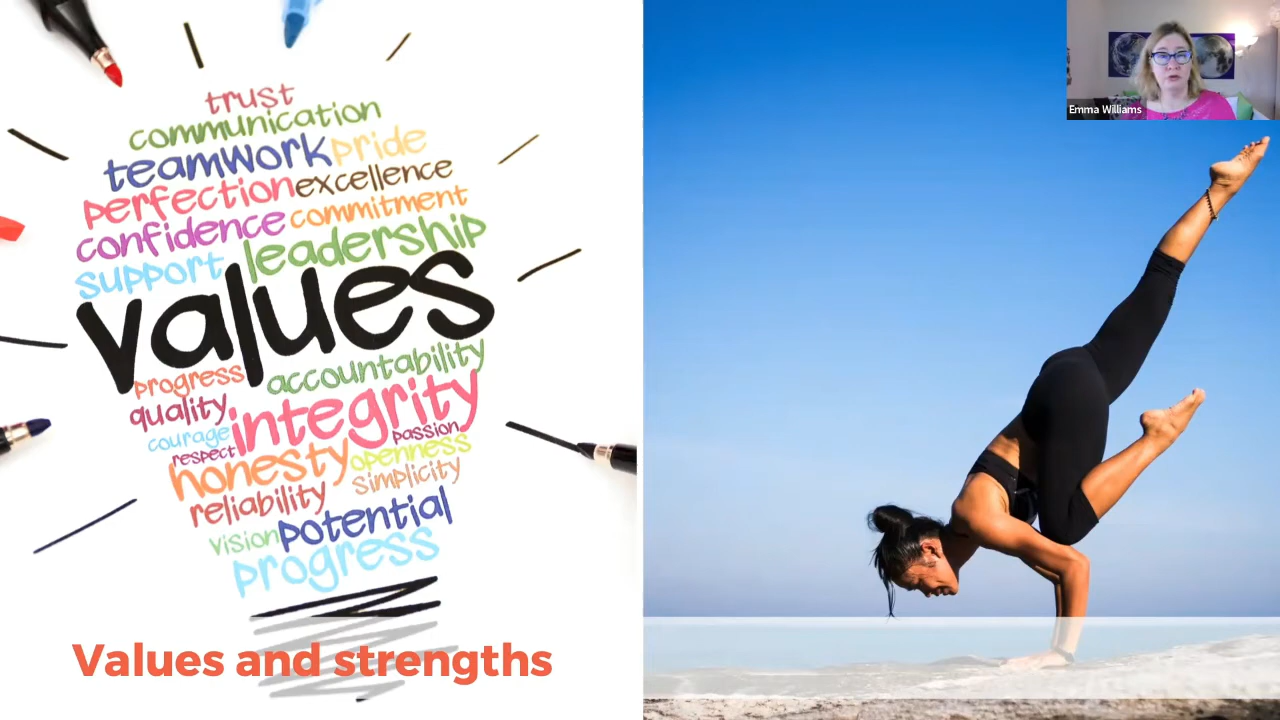 trust
communication
teamwork pride
perfection excellence
confidence commitment
support leadership
values
progress accountability
quality integrity
courage passion
respect openness
honesty simplicity
reliability
vision potential
progress
Values and strengths
Emma Williams